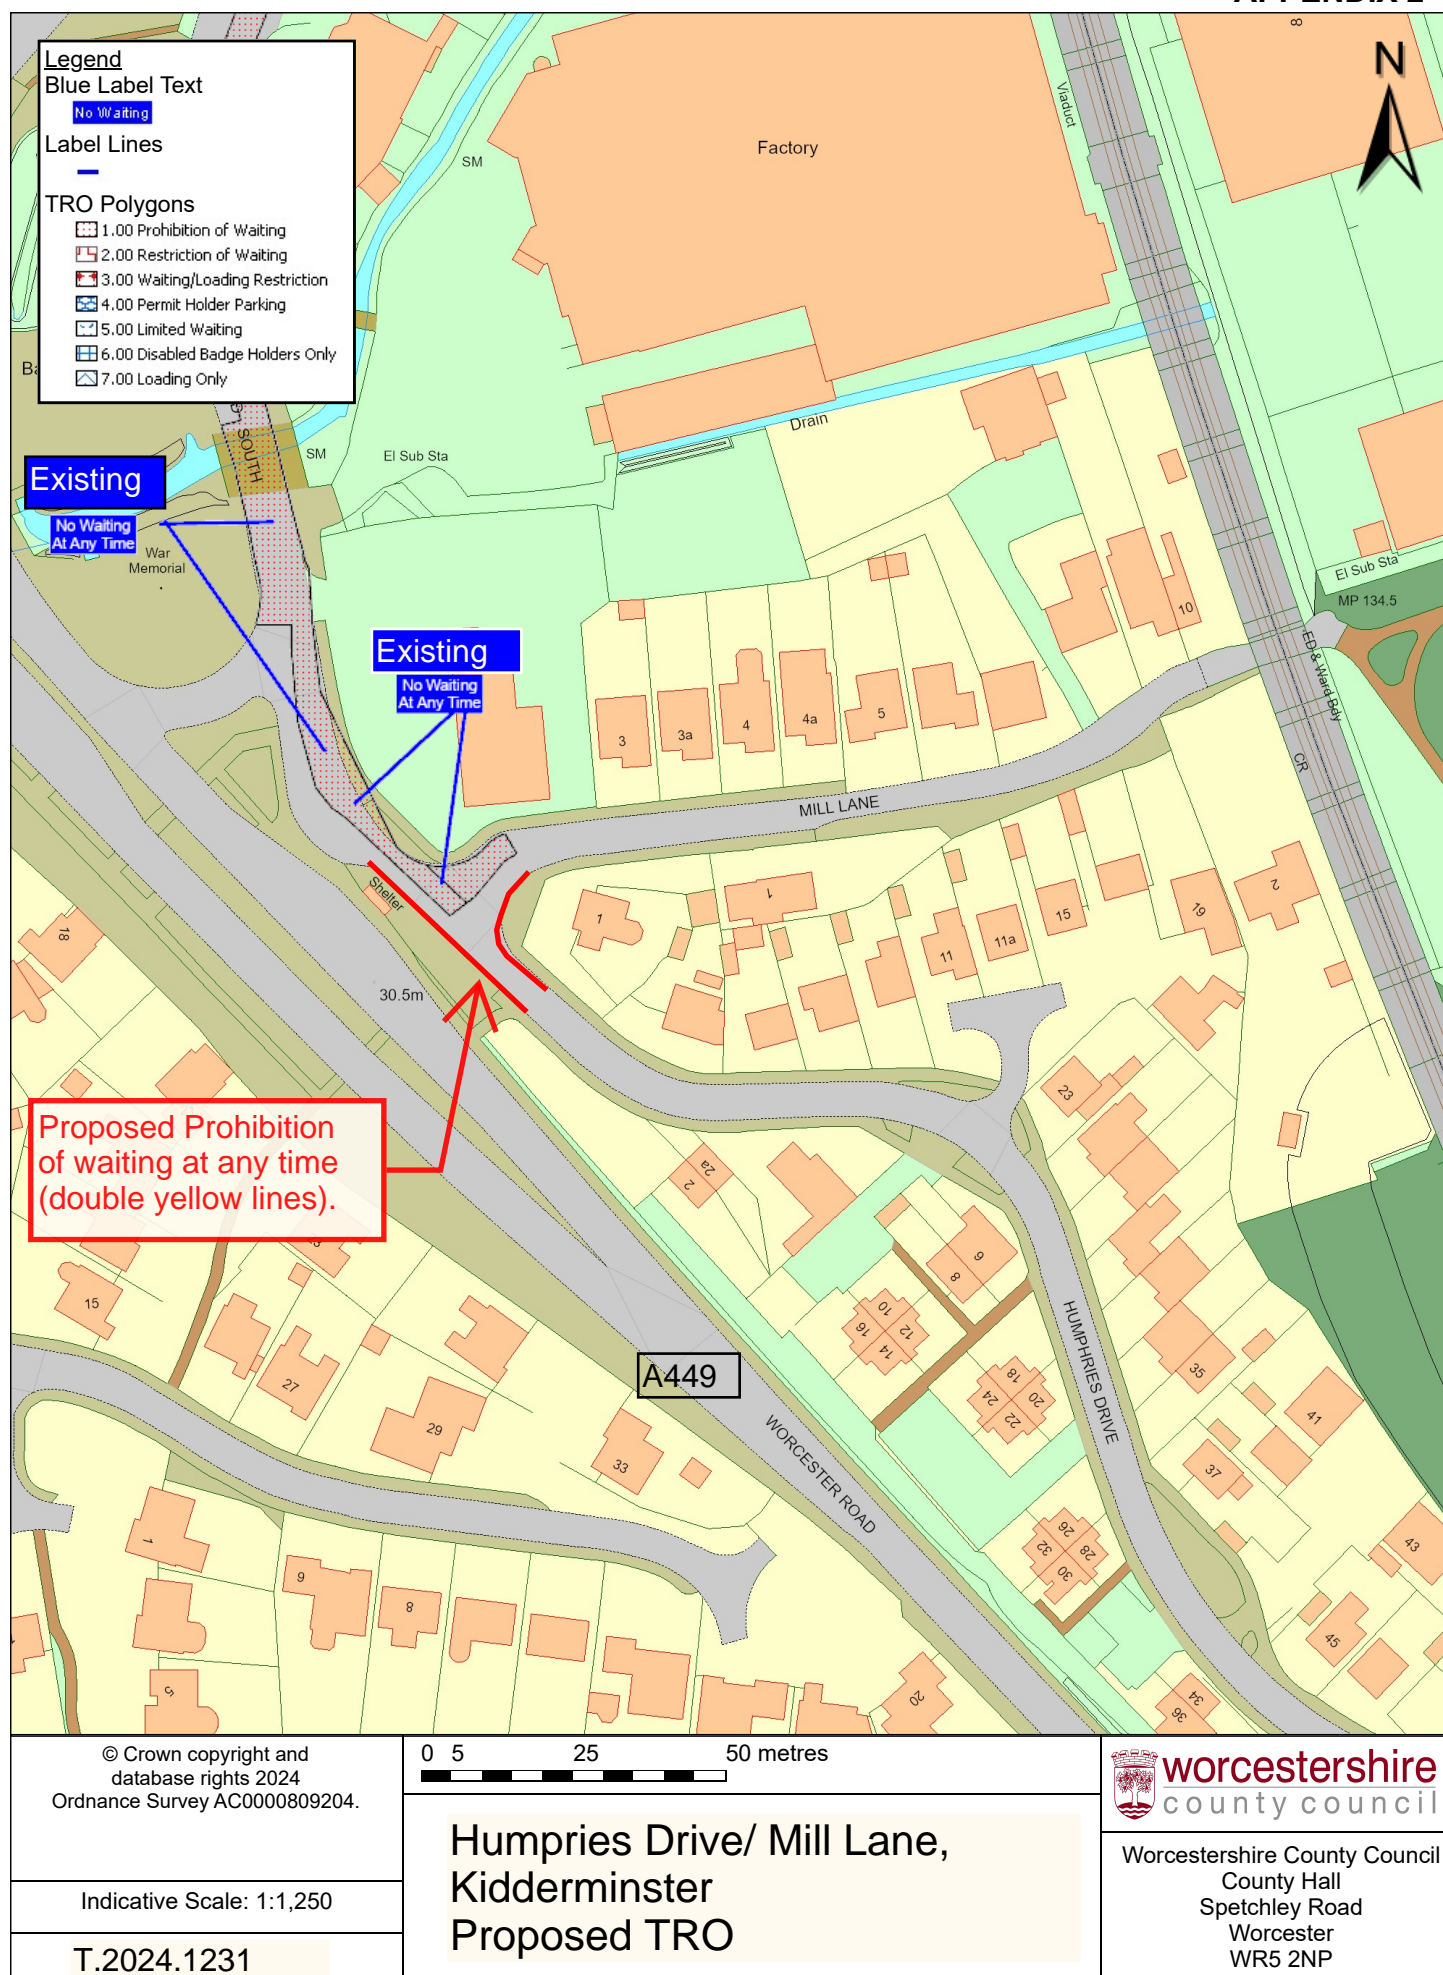 Legend
Blue Label Text
No Waiting
Label Lines
TRO Polygons
1.00 Prohibition of Waiting
2.00 Restriction of Waiting
3.00 Waiting/Loading Restriction
4.00 Permit Holder Parking
5.00 Limited Waiting
6.00 Disabled Badge Holders Only
7.00 Loading Only
N
8
Viaduct
SM
Factory
Drain
SOUTH
SM
El Sub Sta
Existing
No Waiting
At Any Time
War
Memorial
Existing
No Waiting
At Any Time
El Sub Sta
MP 134.5
ED & Ward Bdy
CR
10
3
3a
4
4a
5
MILL LANE
Shelter
1
1
11
11a
15
19
2
18
30.5m
23
Proposed Prohibition
of waiting at any time
(double yellow lines).
2
2a
6
8
10
12
14
16
18
20
22
24
HUMPHRIES DRIVE
35
41
37
43
45
15
27
29
33
A449
WORCESTER ROAD
26
28
30
32
34
36
1
9
8
5
20
© Crown copyright and
database rights 2024
Ordnance Survey AC0000809204.
Indicative Scale: 1:1,250
T.2024.1231
0 5 25 50 metres
Humpries Drive/ Mill Lane,
Kidderminster
Proposed TRO
worcestershire
county council
Worcestershire County Council
County Hall
Spetchley Road
Worcester
WR5 2NP